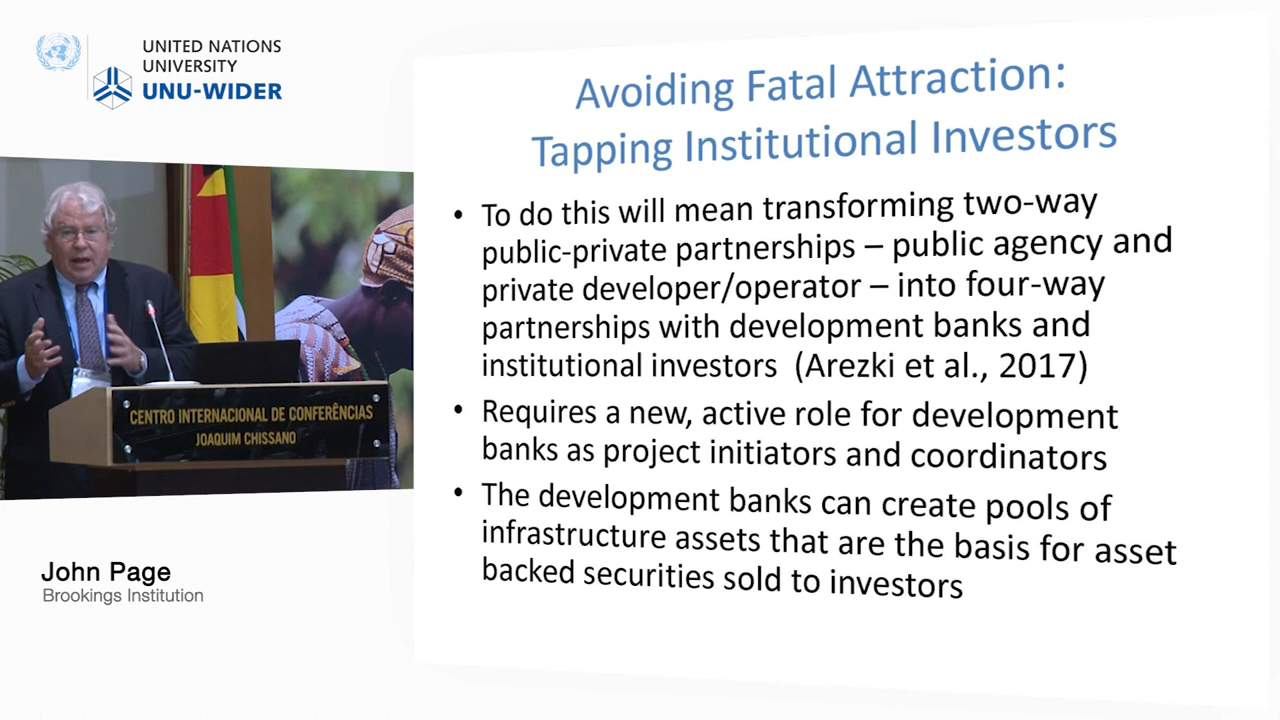 UNITED NATIONS
UNIVERSITY
UNU-WIDER
CENTRO INTERNACIONAL DE CONFERÊNCIAS
JOAQUIM CHISSANO
John Page
Brookings Institution
Avoiding Fatal Attraction:
Tapping Institutional Investors
• To do this will mean transforming two-way
public-private partnerships – public agency and
private developer/operator – into four-way
partnerships with development banks and
institutional investors (Arezki et al., 2017)
• Requires a new, active role for development
banks as project initiators and coordinators
• The development banks can create pools of
infrastructure assets that are the basis for asset
backed securities sold to investors